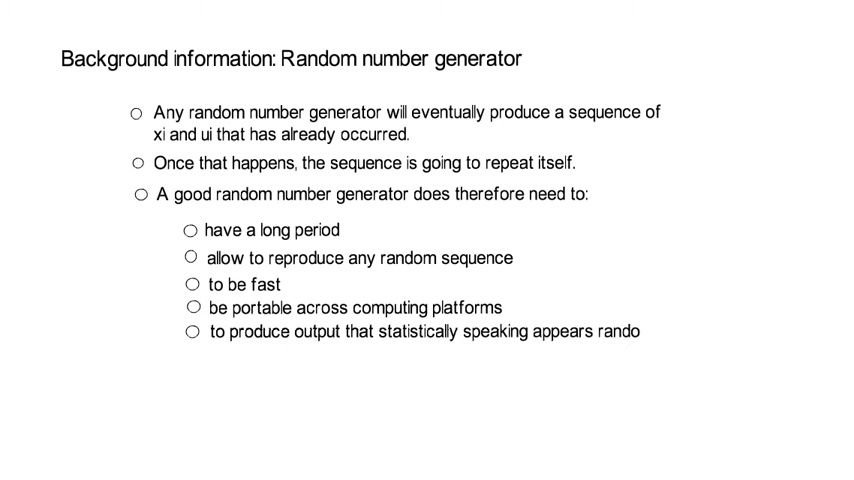 Background information: Random number generator
Any random number generator will eventually produce a sequence of
xi and ui that has already occurred.
Once that happens, the sequence is going to repeat itself.
A good random number generator does therefore need to:
have a long period
allow to reproduce any random sequence
to be fast
be portable across computing platforms
to produce output that statistically speaking appears rando